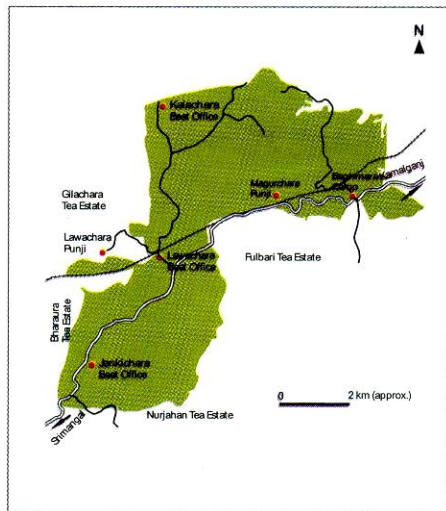 N
Kalachara
Beat Office
Gilachara
Tea Estate
Magurchara
Punji
Kamalganj
Lawachara
Punji
Lawachara
Beat Office
Fulbari Tea Estate
Bharaura
Tea Estate
Jankichara
Beat Office
Nurjahan Tea Estate
Srimangal
0 2 km (approx.)